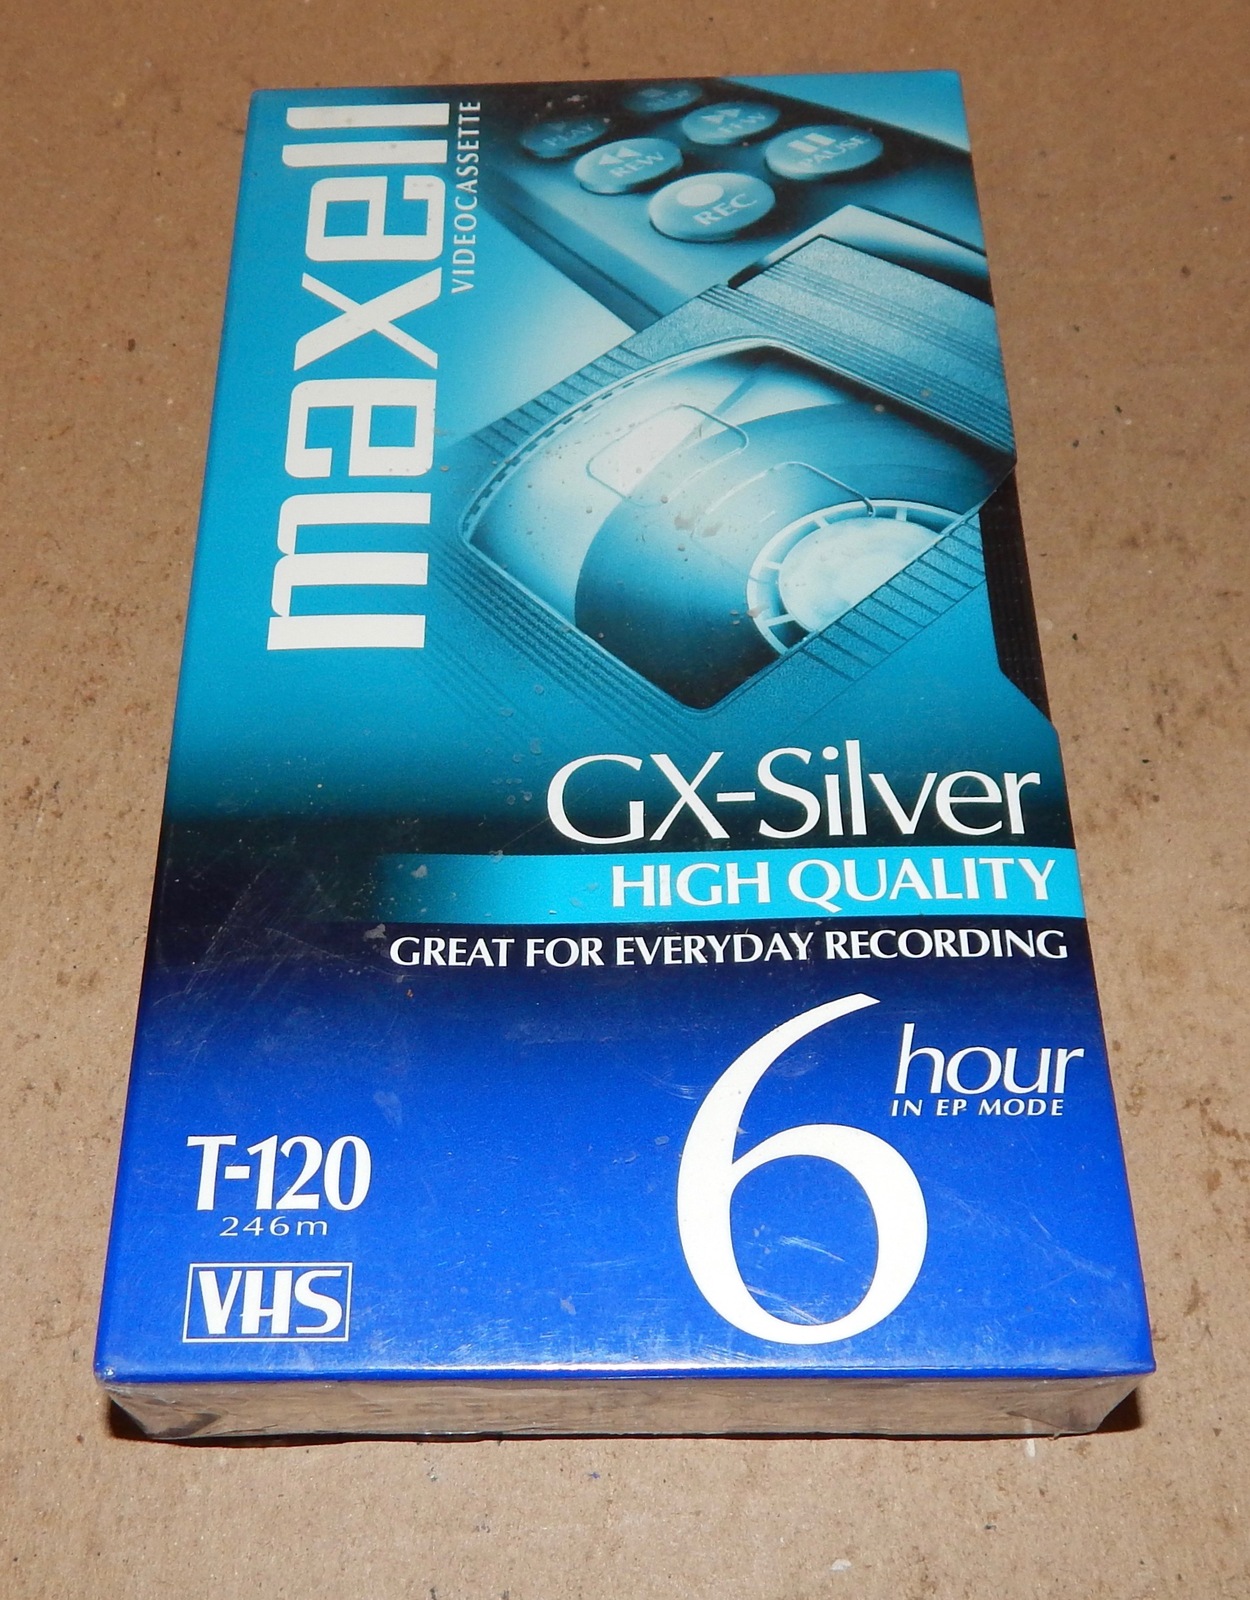 maxell
VIDEOCASSETTE
PLAY
REW
REC
PAUSE
GX-Silver
HIGH QUALITY
GREAT FOR EVERYDAY RECORDING
6 hour
IN EP MODE
T-120
246m
VHS